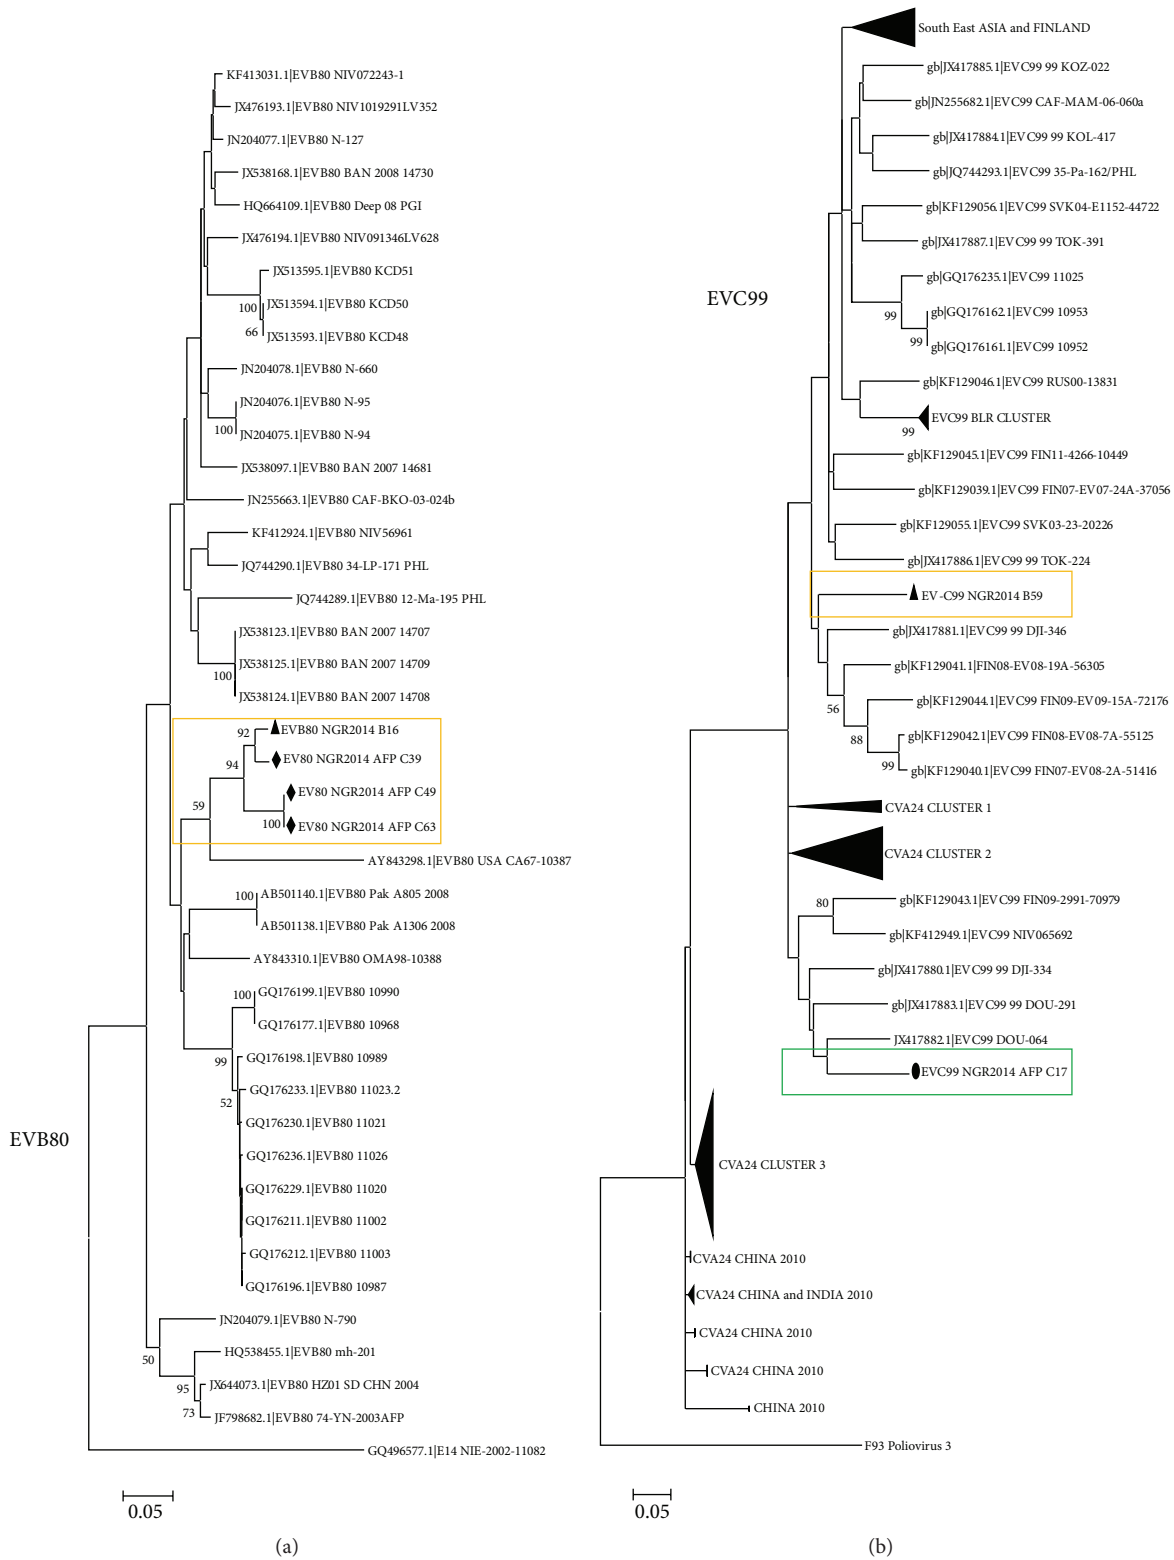 KF413031.1|EVB80 NIV072243-1
JX476193.1|EVB80 NIV1019291LV352
JN204077.1|EVB80 N-127
JX538168.1|EVB80 BAN 2008 14730
HQ664109.1|EVB80 Deep 08 PGI
JX476194.1|EVB80 NIV091346LV628
JX513595.1|EVB80 KCD51
100
JX513594.1|EVB80 KCD50
66
JX513593.1|EVB80 KCD48
JN204078.1|EVB80 N-660
JN204076.1|EVB80 N-95
100
JN204075.1|EVB80 N-94
JX538097.1|EVB80 BAN 2007 14681
JN255663.1|EVB80 CAF-BKO-03-024b
KF412924.1|EVB80 NIV56961
JQ744290.1|EVB80 34-LP-171 PHL
JQ744289.1|EVB80 12-Ma-195 PHL
JX538123.1|EVB80 BAN 2007 14707
JX538125.1|EVB80 BAN 2007 14709
100
JX538124.1|EVB80 BAN 2007 14708
92
EVB80 NGR2014 B16
EV80 NGR2014 AFP C39
94
EV80 NGR2014 AFP C49
59
100
EV80 NGR2014 AFP C63
AY843298.1|EVB80 USA CA67-10387
100
AB501140.1|EVB80 Pak A805 2008
AB501138.1|EVB80 Pak A1306 2008
AY843310.1|EVB80 OMA98-10388
100
GQ176199.1|EVB80 10990
GQ176177.1|EVB80 10968
99
GQ176198.1|EVB80 10989
GQ176233.1|EVB80 11023.2
52
GQ176230.1|EVB80 11021
EVB80
GQ176236.1|EVB80 11026
GQ176229.1|EVB80 11020
GQ176211.1|EVB80 11002
GQ176212.1|EVB80 11003
GQ176196.1|EVB80 10987
JN204079.1|EVB80 N-790
50
HQ538455.1|EVB80 mh-201
95
JX644073.1|EVB80 HZ01 SD CHN 2004
73
JF798682.1|EVB80 74-YN-2003AFP
GQ496577.1|E14 NIE-2002-11082
0.05
(a)
South East ASIA and FINLAND
gb|JX417885.1|EVC99 99 KOZ-022
gb|JN255682.1|EVC99 CAF-MAM-06-060a
gb|JX417884.1|EVC99 99 KOL-417
gb|JQ744293.1|EVC99 35-Pa-162/PHL
gb|KF129056.1|EVC99 SVK04-E1152-44722
gb|JX417887.1|EVC99 99 TOK-391
gb|GQ176235.1|EVC99 11025
EVC99
99
gb|GQ176162.1|EVC99 10953
99
gb|GQ176161.1|EVC99 10952
gb|KF129046.1|EVC99 RUS00-13831
EVC99 BLR CLUSTER
99
gb|KF129045.1|EVC99 FIN11-4266-10449
gb|KF129039.1|EVC99 FIN07-EV07-24A-37056
gb|KF129055.1|EVC99 SVK03-23-20226
gb|JX417886.1|EVC99 99 TOK-224
EV-C99 NGR2014 B59
gb|JX417881.1|EVC99 99 DJI-346
gb|KF129041.1|FIN08-EV08-19A-56305
56
gb|KF129044.1|EVC99 FIN09-EV09-15A-72176
88
gb|KF129042.1|EVC99 FIN08-EV08-7A-55125
99
gb|KF129040.1|EVC99 FIN07-EV08-2A-51416
CVA24 CLUSTER 1
CVA24 CLUSTER 2
80
gb|KF129043.1|EVC99 FIN09-2991-70979
gb|KF412949.1|EVC99 NIV065692
gb|JX417880.1|EVC99 99 DJI-334
gb|JX417883.1|EVC99 99 DOU-291
JX417882.1|EVC99 DOU-064
EVC99 NGR2014 AFP C17
CVA24 CLUSTER 3
CVA24 CHINA 2010
CVA24 CHINA and INDIA 2010
CVA24 CHINA 2010
CVA24 CHINA 2010
CHINA 2010
F93 Poliovirus 3
0.05
(b)